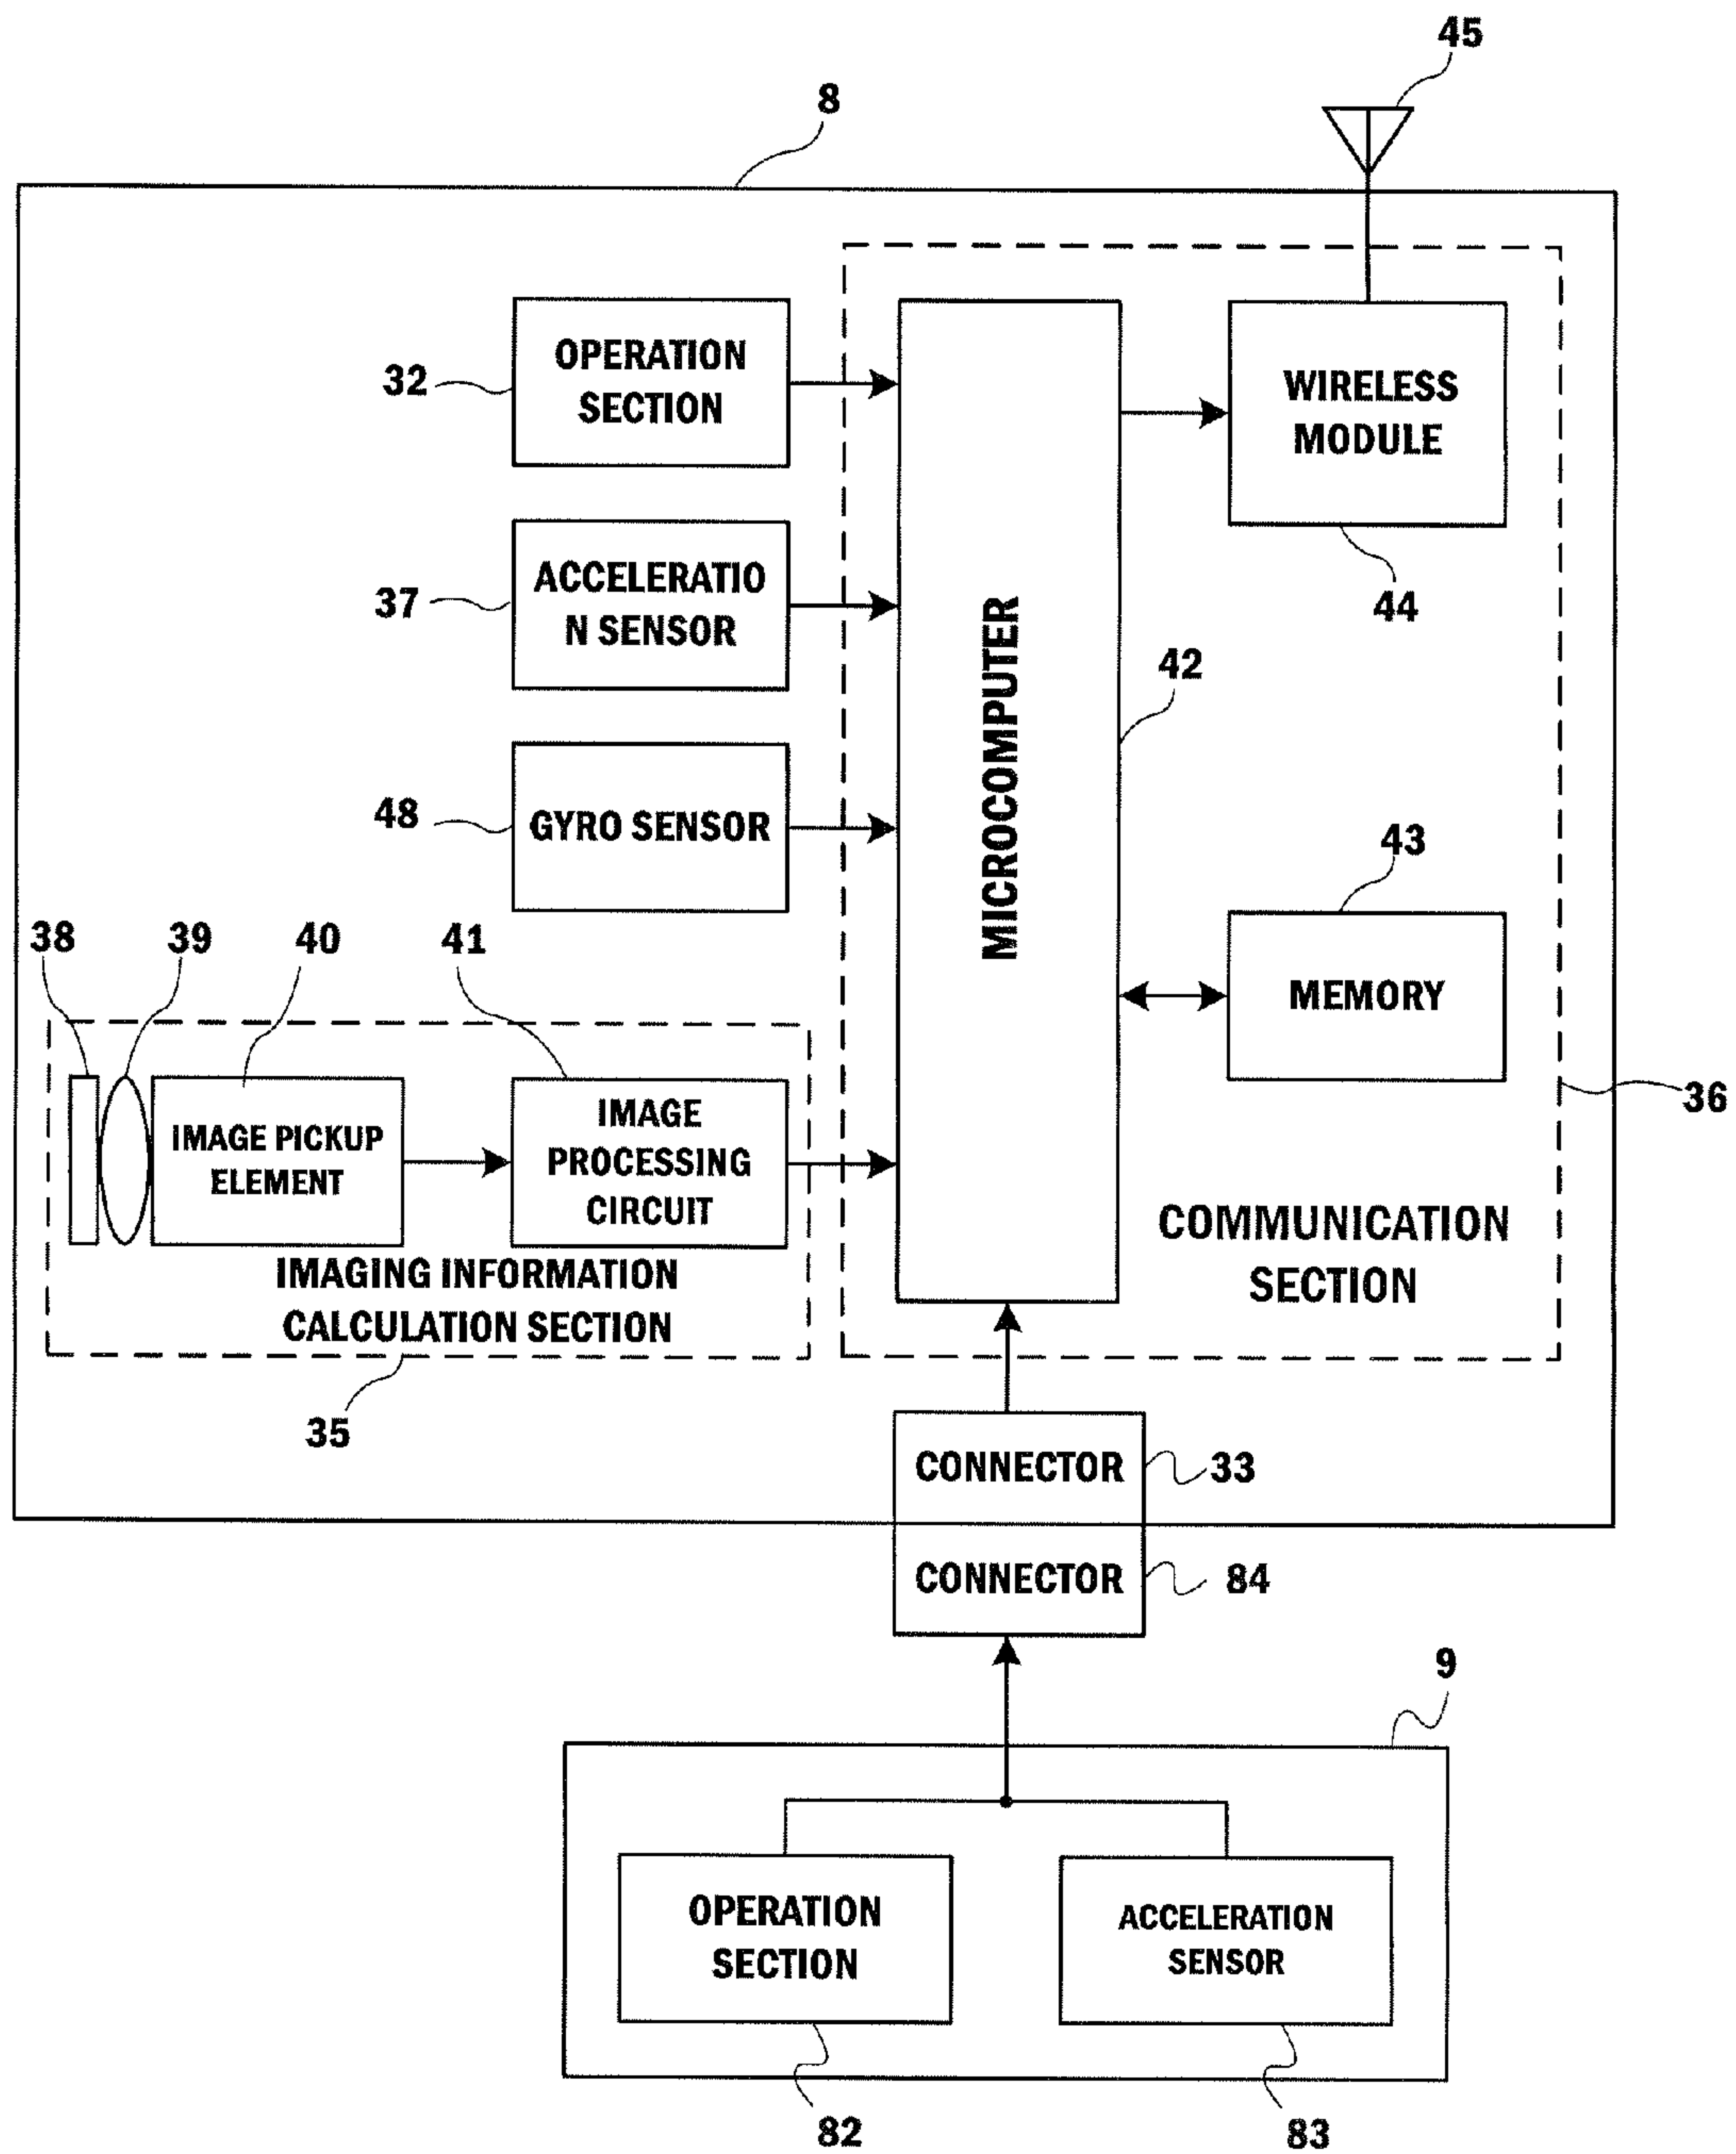 45
8
OPERATION
SECTION
32
WIRELESS
MODULE
44
ACCELERATIO
N SENSOR
37
MICROCOMPUTER
42
GYRO SENSOR
48
43
MEMORY
38
39
40
41
36
IMAGE PICKUP
ELEMENT
IMAGE
PROCESSING
CIRCUIT
IMAGING INFORMATION
CALCULATION SECTION
35
COMMUNICATION
SECTION
CONNECTOR
33
CONNECTOR
84
9
OPERATION
SECTION
ACCELERATION
SENSOR
82
83